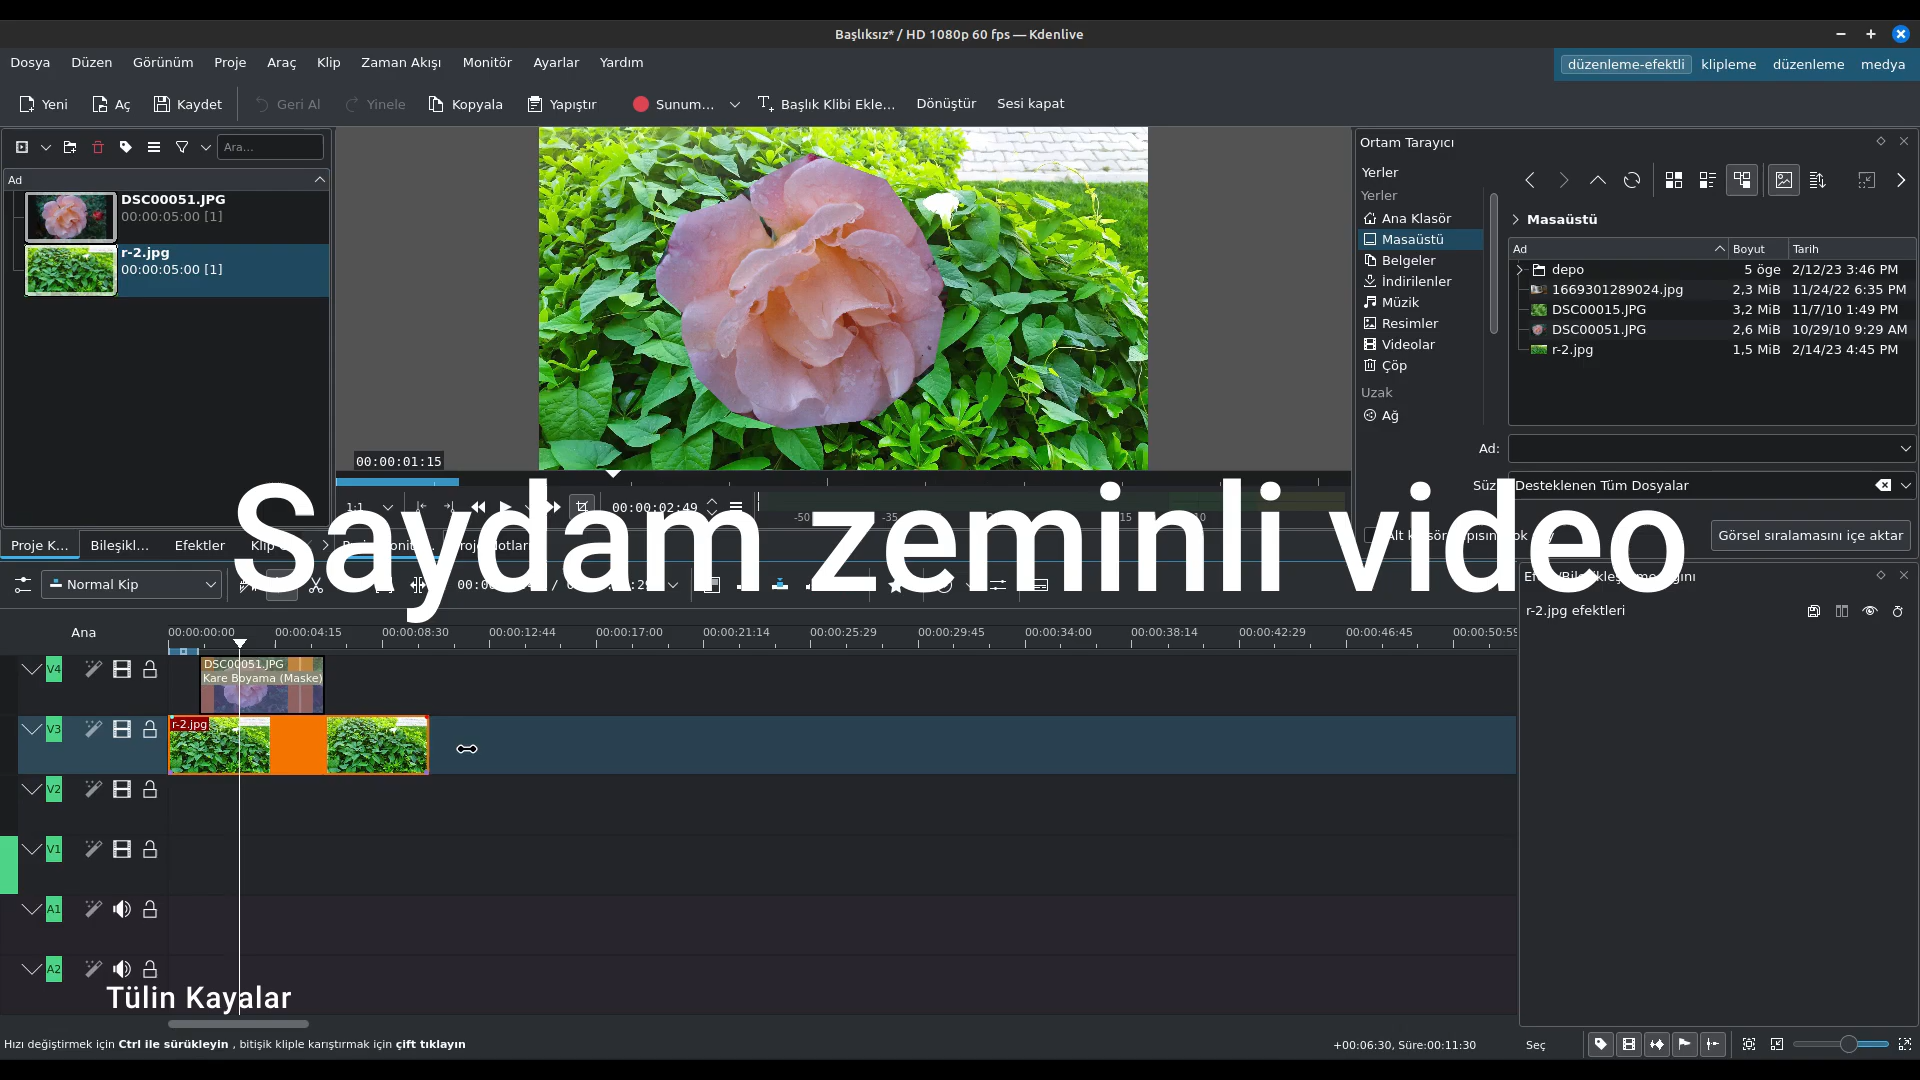 Başlıksız* / HD 1080p 60 fps — Kdenlive
Dosya Düzen Görünüm Proje Araç Klip Zaman Akışı Monitör Ayarlar Yardım
düzenleme-efektli klipleme düzenleme medya
Yeni Aç Kaydet Geri Al Yinele Kopyala Yapıştır Sunum... Başlık Klibi Ekle... Dönüştür Sesi kapat
Ara...
Ad
DSC00051.JPG
00:00:05:00 [1]
r-2.jpg
00:00:05:00 [1]
00:00:01:15
1:1
00:00:02:49
-50 -35
Proje K... Bileşikl... Efektler
Ortam Tarayıcı
Yerler
Yerler
Ana Klasör
Masaüstü
Belgeler
İndirilenler
Müzik
Resimler
Videolar
Çöp
Uzak
Ağ
Masaüstü
Ad Boyut Tarih
depo 5 öge 2/12/23 3:46 PM
1669301289024.jpg 2,3 MiB 11/24/22 6:35 PM
DSC00015.JPG 3,2 MiB 11/7/10 1:49 PM
DSC00051.JPG 2,6 MiB 10/29/10 9:29 AM
r-2.jpg 1,5 MiB 2/14/23 4:45 PM
Ad:
Desteklenen Tüm Dosyalar
Görsel sıralamasını içe aktar
Saydam zeminli video
Normal Kip
r-2.jpg efektleri
Ana
00:00:00:00 00:00:04:15 00:00:08:30 00:00:12:44 00:00:17:00 00:00:21:14 00:00:25:29 00:00:29:45 00:00:34:00 00:00:38:14 00:00:42:29 00:00:46:45 00:00:50:59
V4
DSC00051.JPG
Kare Boyama (Maske)
V3
r-2.jpg
V2
V1
A1
A2
Tülin Kayalar
Hızı değiştirmek için Ctrl ile sürükleyin , bitişik kliple karıştırmak için çift tıklayın
+00:06:30, Süre:00:11:30
Seç